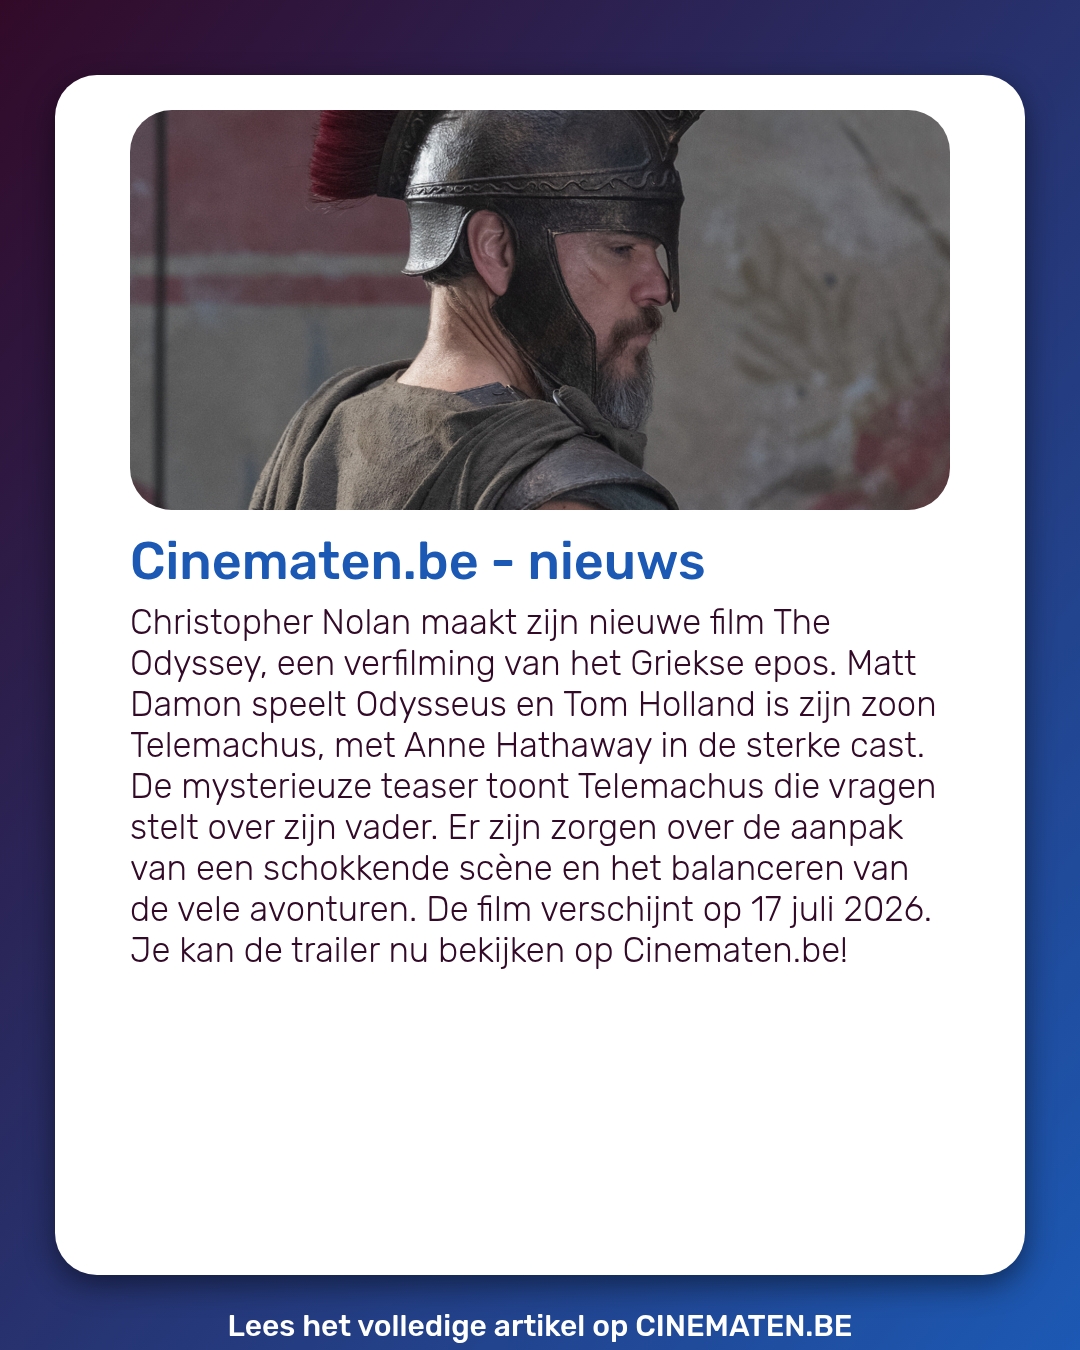 Cinematen.be - nieuws
Christopher Nolan maakt zijn nieuwe film The
Odyssey, een verfilming van het Griekse epos. Matt
Damon speelt Odysseus en Tom Holland is zijn zoon
Telemachus, met Anne Hathaway in de sterke cast.
De mysterieuze teaser toont Telemachus die vragen
stelt over zijn vader. Er zijn zorgen over de aanpak
van een schokkende scène en het balanceren van
de vele avonturen. De film verschijnt op 17 juli 2026.
Je kan de trailer nu bekijken op Cinematen.be!
Lees het volledige artikel op CINEMATEN.BE